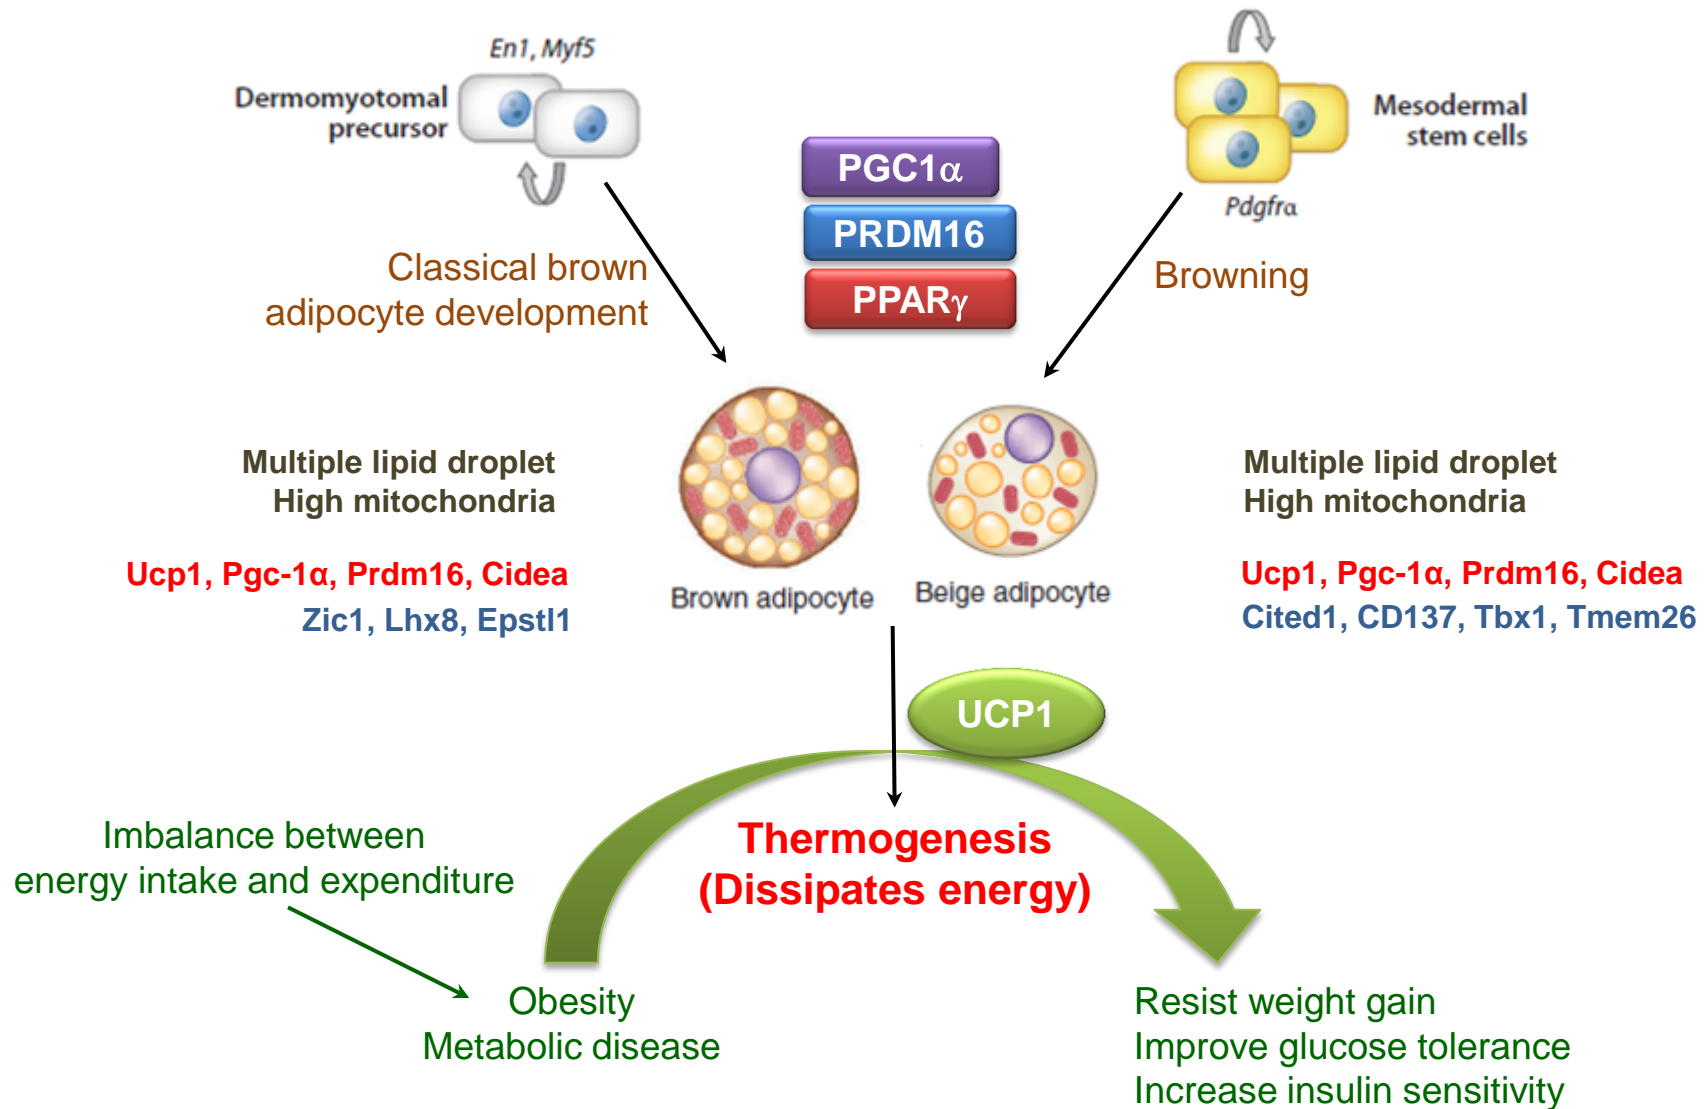 En1, Myf5
Dermomyotomal
precursor
Mesodermal
stem cells
Pdgfrα
PGC1α
PRDM16
PPARγ
Classical brown
adipocyte development
Browning
Multiple lipid droplet
High mitochondria
Ucp1, Pgc-1α, Prdm16, Cidea
Zic1, Lhx8, Epstl1
Brown adipocyte
Beige adipocyte
Multiple lipid droplet
High mitochondria
Ucp1, Pgc-1α, Prdm16, Cidea
Cited1, CD137, Tbx1, Tmem26
UCP1
Thermogenesis
(Dissipates energy)
Imbalance between
energy intake and expenditure
Obesity
Metabolic disease
Resist weight gain
Improve glucose tolerance
Increase insulin sensitivity